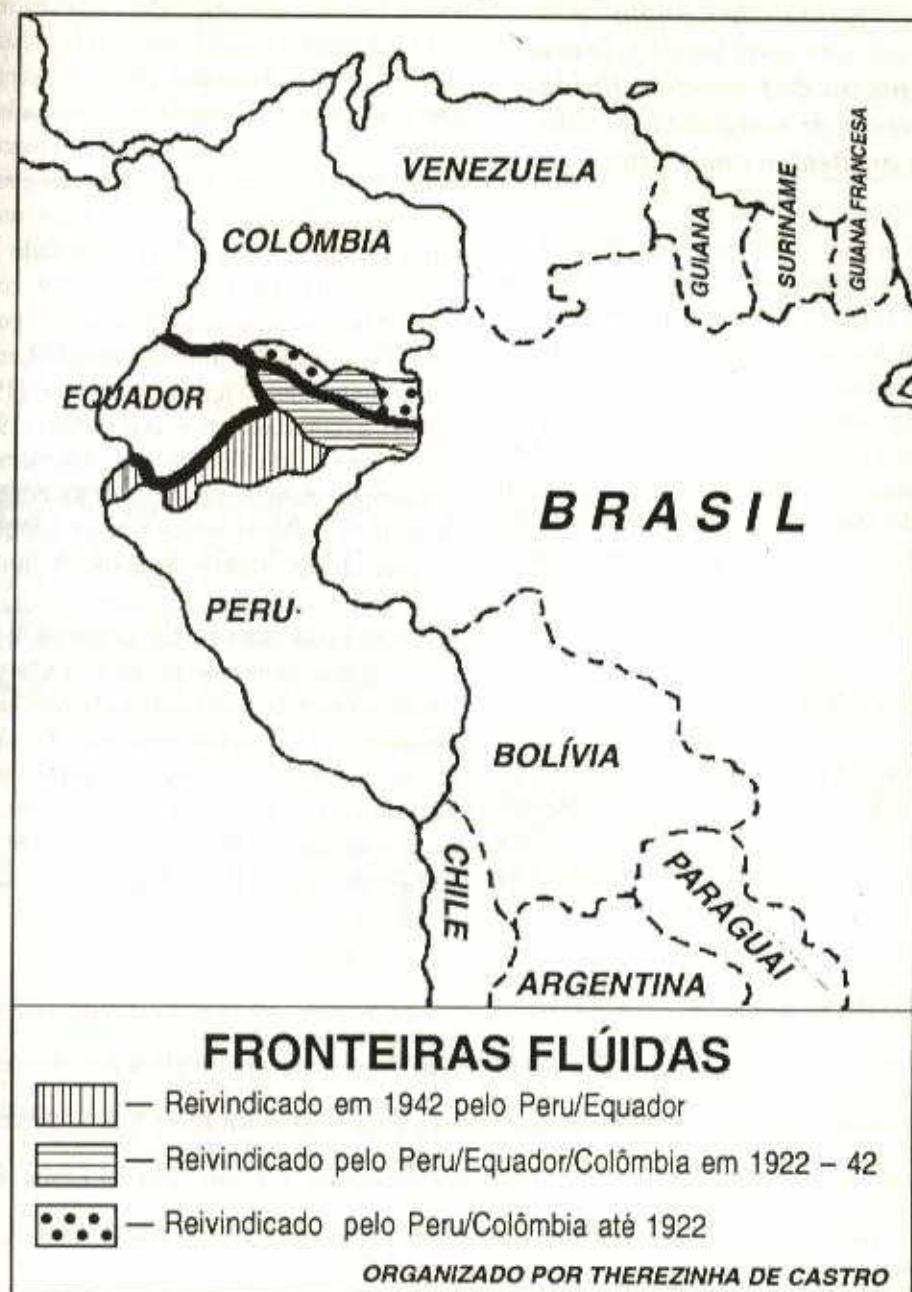 VENEZUELA
COLÔMBIA
GUIANA
SURINAME
GUIANA FRANCESA
EQUADOR
BRASIL
PERU
BOLÍVIA
CHILE
PARAGUAI
ARGENTINA
FRONTEIRAS FLÚIDAS
— Reivindicado em 1942 pelo Peru/Equador
— Reivindicado pelo Peru/Equador/Colômbia em 1922 – 42
— Reivindicado pelo Peru/Colômbia até 1922
ORGANIZADO POR THEREZINHA DE CASTRO